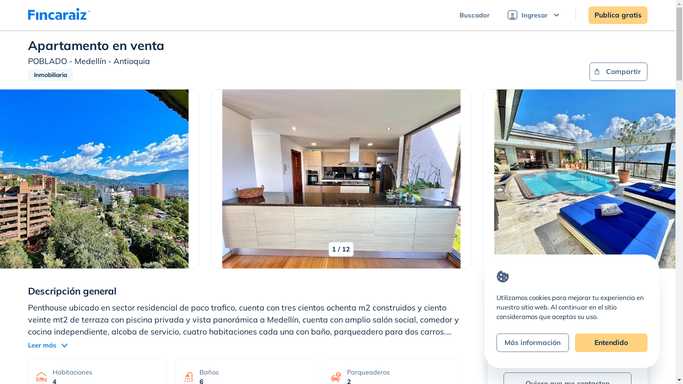 Fincaraiz
Buscador
Ingresar
Publica gratis
Apartamento en venta
POBLADO - Medellín - Antioquia
Inmobiliaria
Compartir
1 / 12
Descripción general
Penthouse ubicado en sector residencial de poco trafico, cuenta con tres cientos ochenta m2 construidos y ciento
veinte mt2 de terraza con piscina privada y vista panorámica a Medellín, cuenta con amplio salón social, comedor y
cocina independiente, alcoba de servicio, cuatro habitaciones cada una con baño, parqueadero para dos carros....
Leer más
Habitaciones
4
Baños
6
Parqueaderos
2
Utilizamos cookies para mejorar tu experiencia en
nuestro sitio web. Al continuar en el sitio
consideramos que aceptas su uso.
Más información
Entendido
Quiero que me contacten